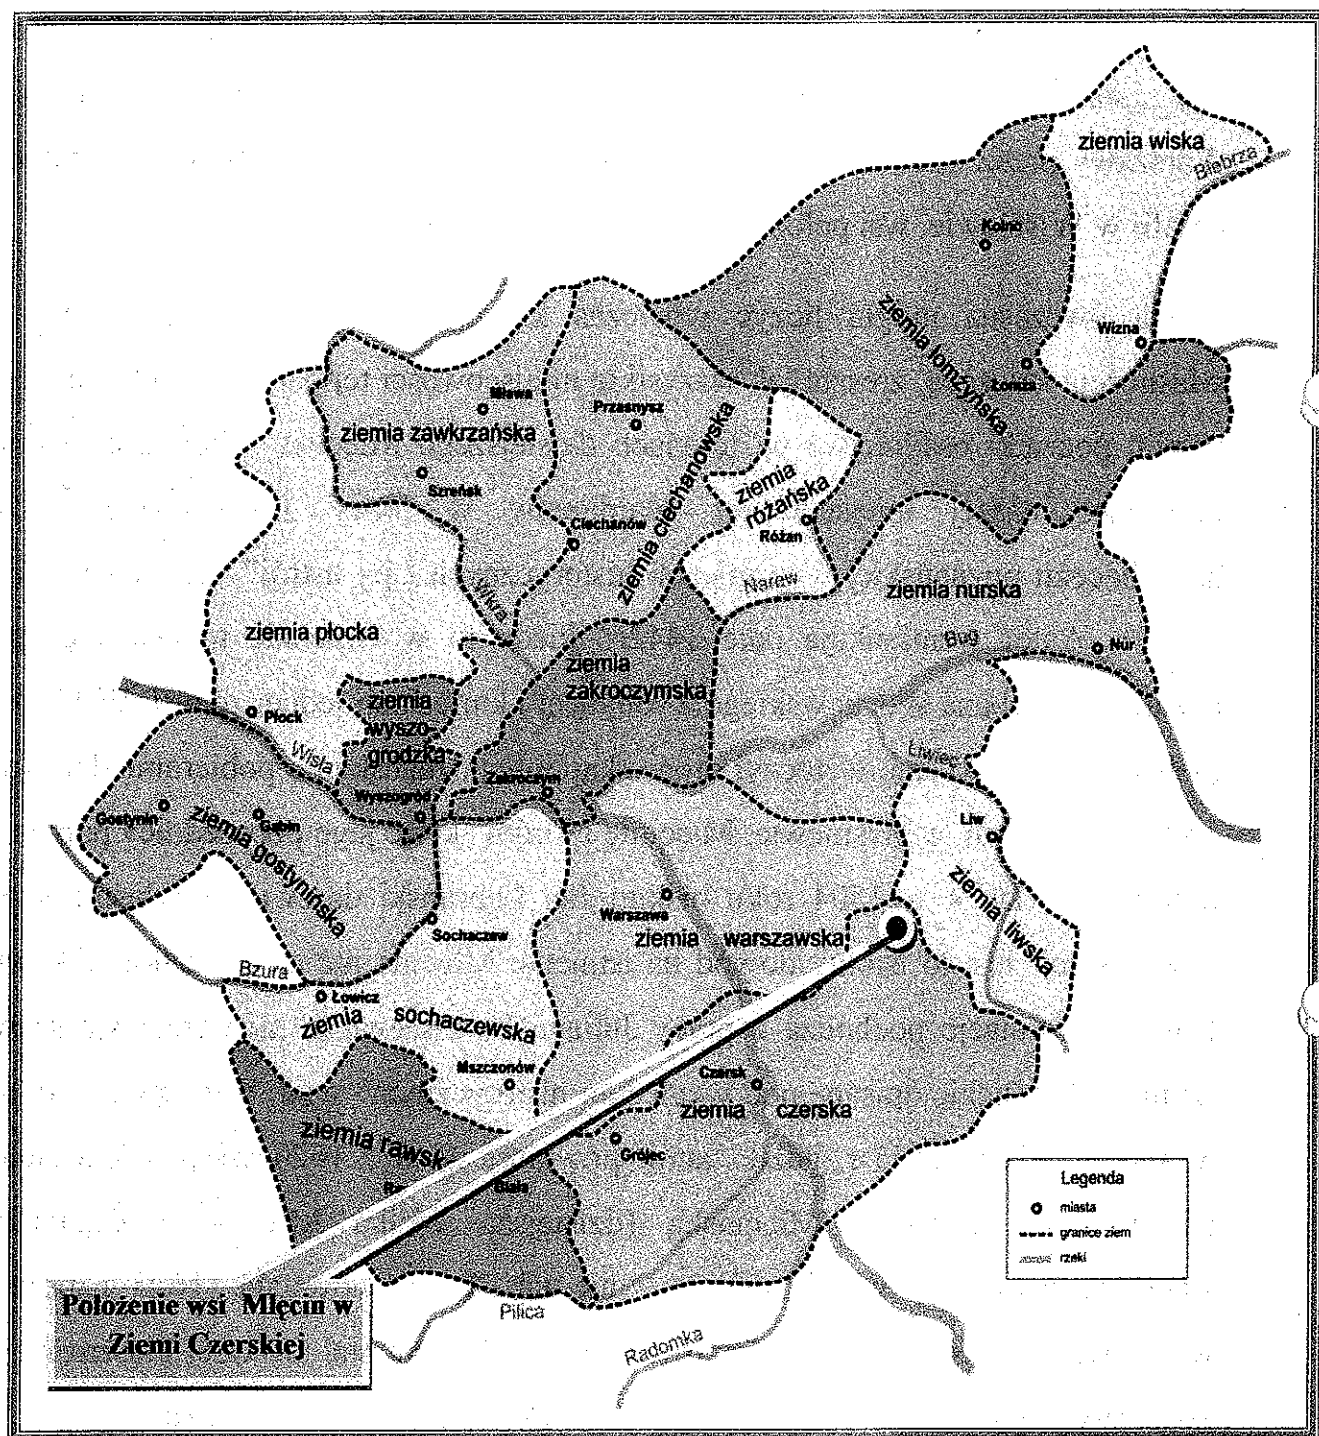 ziemia wiska
Biebrza
Kolno
ziemia łomżyńska
Wizna
Łomża
Mława
Przasnysz
ziemia zawkrzańska
Szreńsk
ziemia ciechanowska
ziemia
różańska
Ciechanów
Różan
Narew
Wkra
ziemia nurska
Bug
Nur
ziemia płocka
ziemia
zakroczymska
ziemia
wyszo-
grodzka
Płock
Wisła
Liwiec
Zakroczym
Wyszogród
Gostynin
Gąbin
ziemia gostynińska
Liw
ziemia liwska
Warszawa
ziemia warszawska
Sochaczew
Bzura
Łowicz
ziemia sochaczewska
Mszczonów
Czersk
ziemia czerska
ziemia rawsk
Grójec
Biała
Legenda
miasta
granice ziem
rzeki
Położenie wsi Mlęcin w
Ziemi Czerskiej
Pilica
Radomka